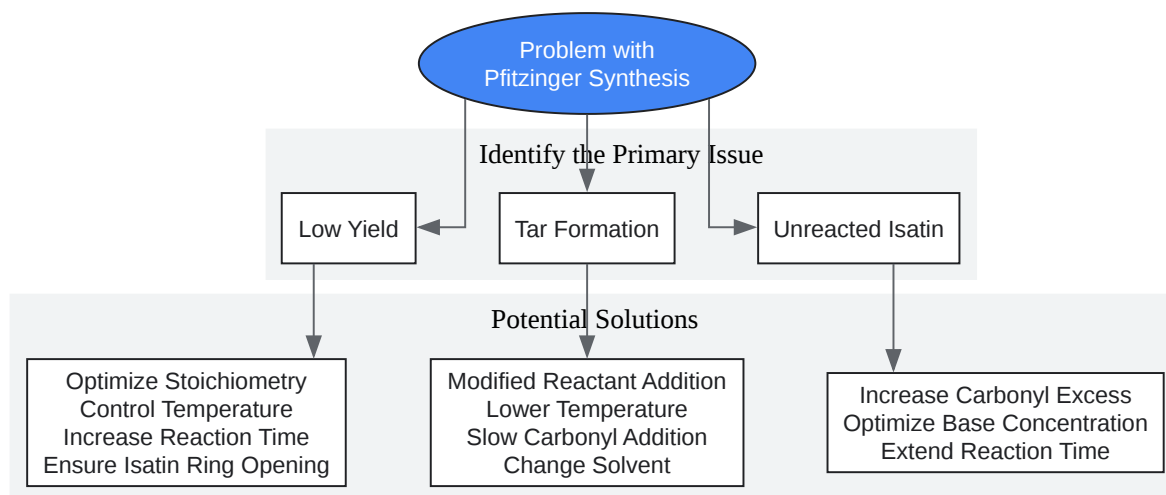 Problem with
Pfitzinger Synthesis
Identify the Primary Issue
Low Yield
Tar Formation
Unreacted Isatin
Potential Solutions
Optimize Stoichiometry
Control Temperature
Increase Reaction Time
Ensure Isatin Ring Opening
Modified Reactant Addition
Lower Temperature
Slow Carbonyl Addition
Change Solvent
Increase Carbonyl Excess
Optimize Base Concentration
Extend Reaction Time